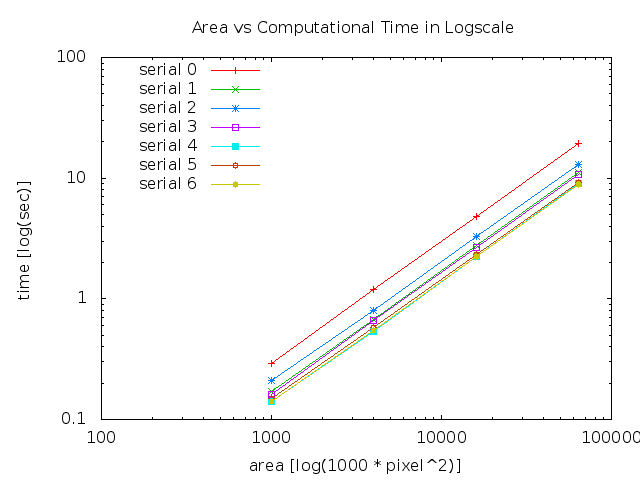 Area vs Computational Time in Logscale
100
10
1
0.1
time [log(sec)]
serial 0
serial 1
serial 2
serial 3
serial 4
serial 5
serial 6
100
1000
10000
100000
area [log(1000 * pixel^2)]